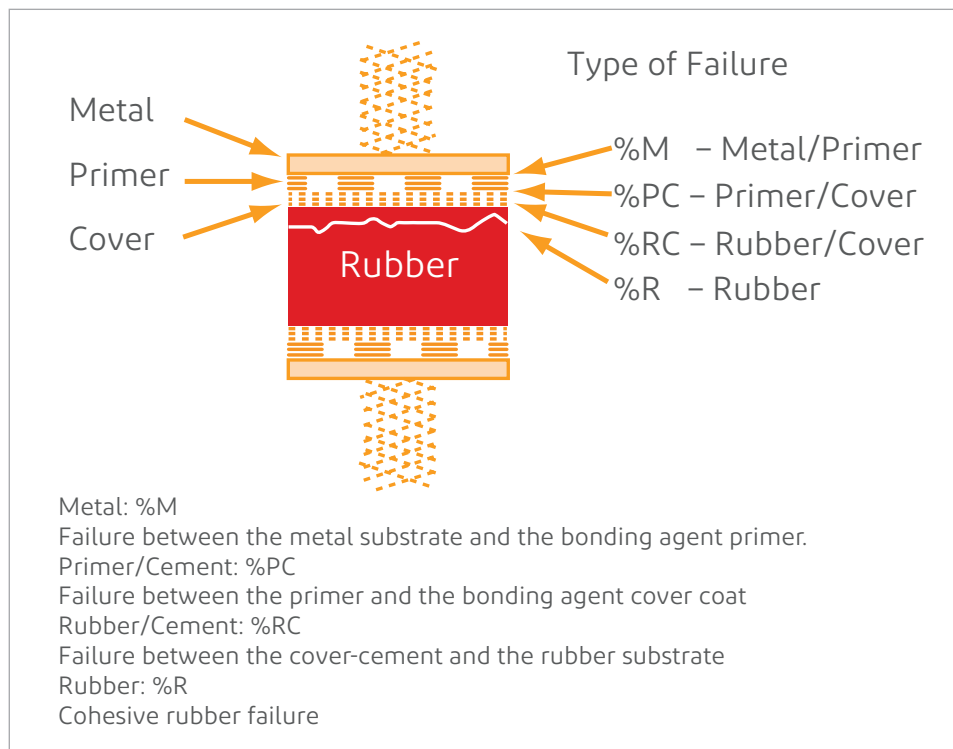 Type of Failure
Metal
Primer
Cover
%M – Metal/Primer
%PC – Primer/Cover
%RC – Rubber/Cover
%R – Rubber
Rubber
Metal: %M
Failure between the metal substrate and the bonding agent primer.
Primer/Cement: %PC
Failure between the primer and the bonding agent cover coat
Rubber/Cement: %RC
Failure between the cover-cement and the rubber substrate
Rubber: %R
Cohesive rubber failure